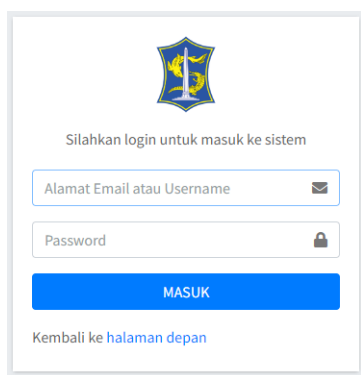 Silahkan login untuk masuk ke sistem
Alamat Email atau Username
Password
MASUK
Kembali ke halaman depan